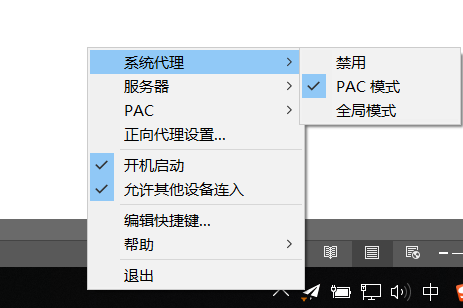 系统代理
服务器
PAC
正向代理设置...
开机启动
允许其他设备连入
编辑快捷键...
帮助
退出
禁用
PAC 模式
全局模式
中